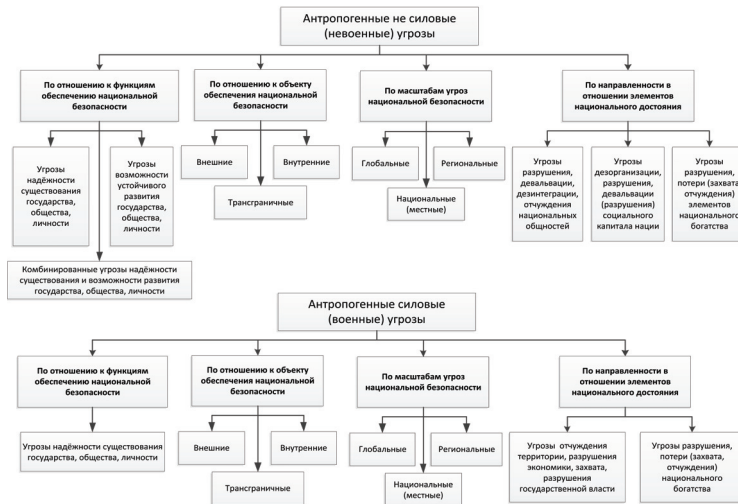 Антропогенные не силовые
(невоенные) угрозы
По отношению к функциям
обеспечению национальной
безопасности
По отношению к объекту
обеспечения национальной
безопасности
По масштабам угроз
национальной безопасности
По направленности в
отношении элементов
национального достояния
Угрозы
надёжности
существования
государства,
общества,
личности
Угрозы
возможности
устойчивого
развития
государства,
общества,
личности
Комбинированные угрозы надёжности
существования и возможности развития
государства, общества, личности
Внешние
Внутренние
Трансграничные
Глобальные
Региональные
Национальные
(местные)
Угрозы
разрушения,
девальвации,
дезинтеграции,
отчуждения
национальных
общностей
Угрозы
дезорганизации,
разрушения,
девальвации
(разрушения)
социального
капитала нации
Угрозы
разрушения,
потери (захвата,
отчуждения)
элементов
национального
богатства
Антропогенные силовые
(военные) угрозы
По отношению к функциям
обеспечению национальной
безопасности
По отношению к объекту
обеспечения национальной
безопасности
По масштабам угроз
национальной безопасности
По направленности в
отношении элементов
национального достояния
Угрозы надёжности существования
государства, общества, личности
Внешние
Внутренние
Трансграничные
Глобальные
Региональные
Национальные
(местные)
Угрозы отчуждения
территории, разрушения
экономики, захвата,
разрушения
государственной власти
Угрозы разрушения,
потери (захвата,
отчуждения)
национального
богатства